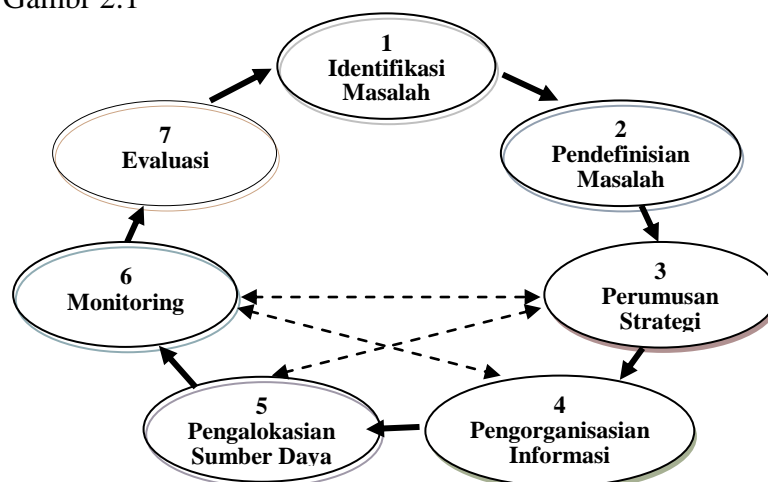 Gambr 2.1
1
Identifikasi
Masalah
2
Pendefinisian
Masalah
3
Perumusan
Strategi
4
Pengorganisasian
Informasi
5
Pengalokasian
Sumber Daya
6
Monitoring
7
Evaluasi